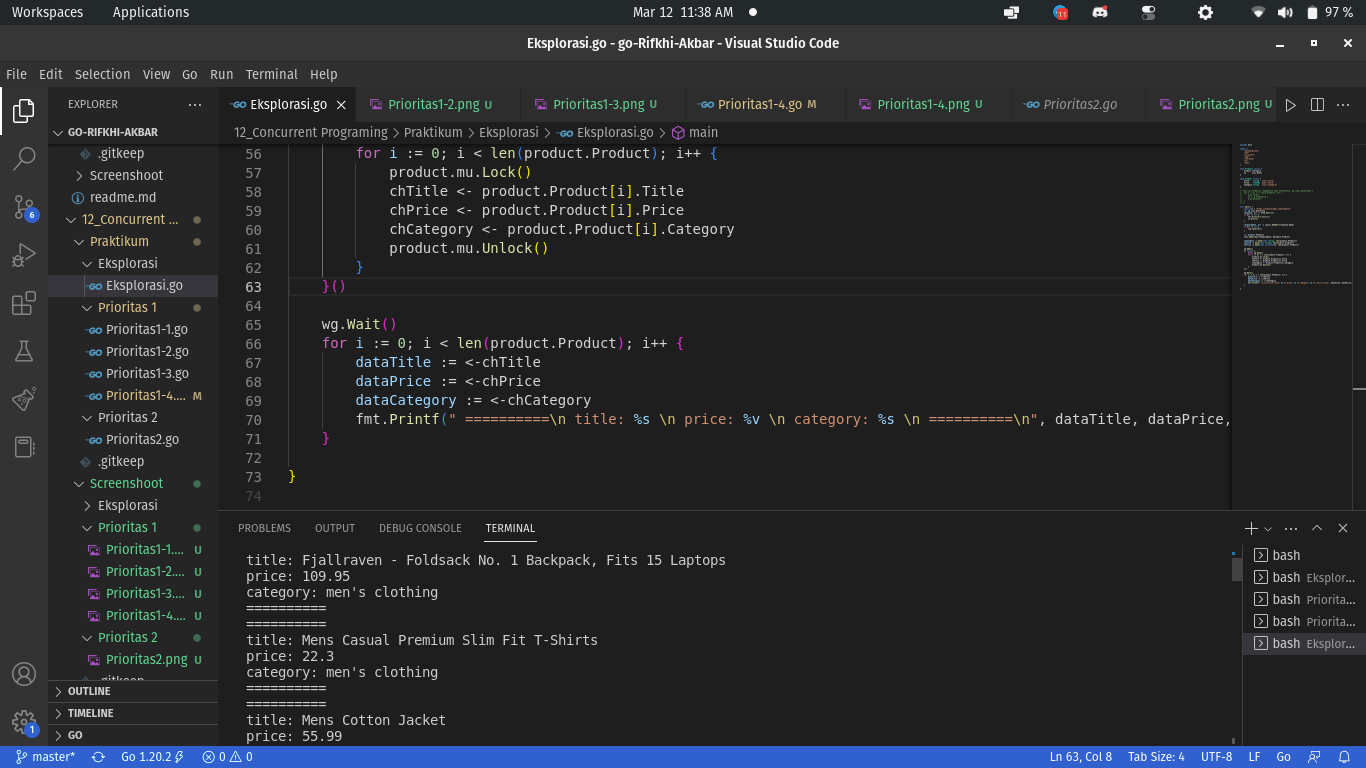 Workspaces Applications Mar 12 11:38 AM 11 97 %
Eksplorasi.go - go-Rifkhi-Akbar - Visual Studio Code
File Edit Selection View Go Run Terminal Help
EXPLORER
GO-RIFKHI-AKBAR
.gitkeep
Screenshoot
readme.md
12_Concurrent ...
Praktikum
Eksplorasi
Eksplorasi.go
Prioritas 1
Prioritas1-1.go
Prioritas1-2.go
Prioritas1-3.go
Prioritas1-4.... M
Prioritas 2
Prioritas2.go
.gitkeep
Screenshoot
Eksplorasi
Prioritas 1
Prioritas1-1.... U
Prioritas1-2.... U
Prioritas1-3.... U
Prioritas1-4.... U
Prioritas 2
Prioritas2.png U
.gitkeep
OUTLINE
TIMELINE
GO
6
1
Eksplorasi.go Prioritas1-2.png U Prioritas1-3.png U Prioritas1-4.go M Prioritas1-4.png U Prioritas2.go Prioritas2.png U
12_Concurrent Programing > Praktikum > Eksplorasi > Eksplorasi.go > main
56 for i := 0; i < len(product.Product); i++ {
57 product.mu.Lock()
58 chTitle <- product.Product[i].Title
59 chPrice <- product.Product[i].Price
60 chCategory <- product.Product[i].Category
61 product.mu.Unlock()
62 }
63 }()
64
65 wg.Wait()
66 for i := 0; i < len(product.Product); i++ {
67 dataTitle := <-chTitle
68 dataPrice := <-chPrice
69 dataCategory := <-chCategory
70 fmt.Printf(" ==========\n title: %s \n price: %v \n category: %s \n ==========\n", dataTitle, dataPrice,
71 }
72
73 }
74
PROBLEMS OUTPUT DEBUG CONSOLE TERMINAL
title: Fjallraven - Foldsack No. 1 Backpack, Fits 15 Laptops
price: 109.95
category: men's clothing
==========
==========
title: Mens Casual Premium Slim Fit T-Shirts
price: 22.3
category: men's clothing
==========
==========
title: Mens Cotton Jacket
price: 55.99
bash
bash Eksplor...
bash Priorita...
bash Priorita...
bash Eksplor...
master* Go 1.20.2 0 0 Ln 63, Col 8 Tab Size: 4 UTF-8 LF Go